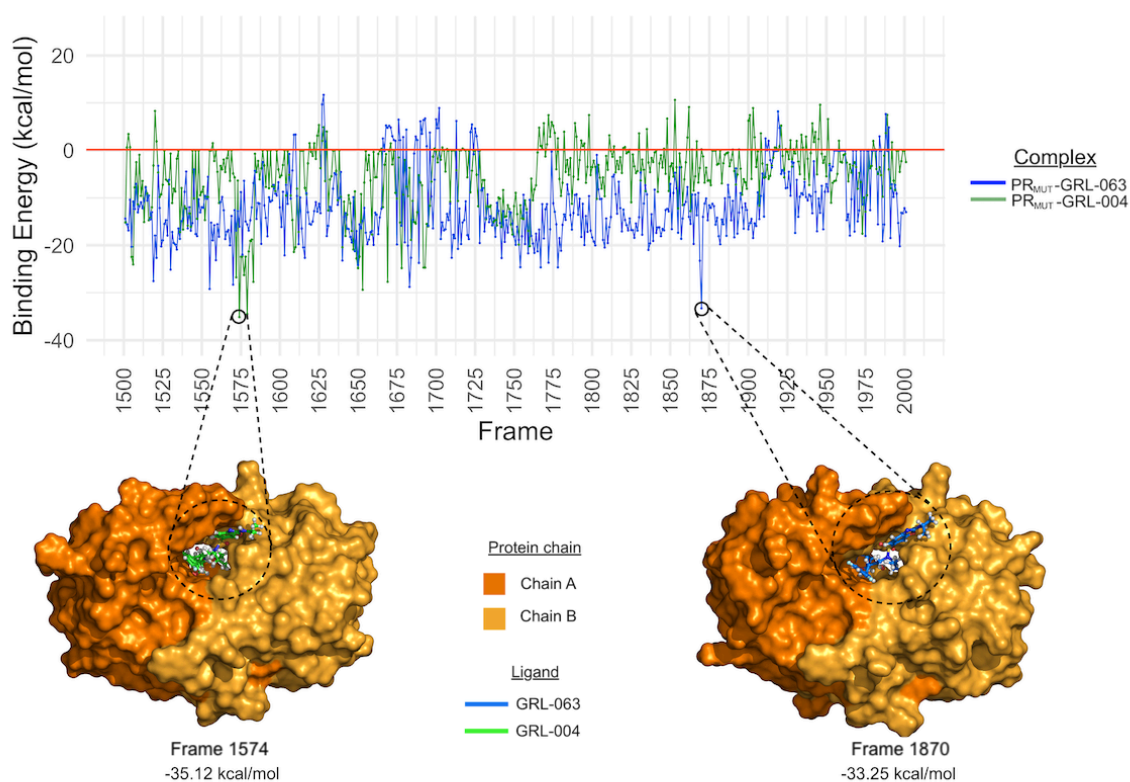 Binding Energy (kcal/mol)
20
0
-20
-40
1500
1525
1550
1575
1600
1625
1650
1675
1700
1725
1750
1775
1800
1825
1850
1875
1900
1925
1950
1975
2000
Frame
Complex
PRMUT-GRL-063
PRMUT-GRL-004
Protein chain
Chain A
Chain B
Ligand
GRL-063
GRL-004
Frame 1574
-35.12 kcal/mol
Frame 1870
-33.25 kcal/mol